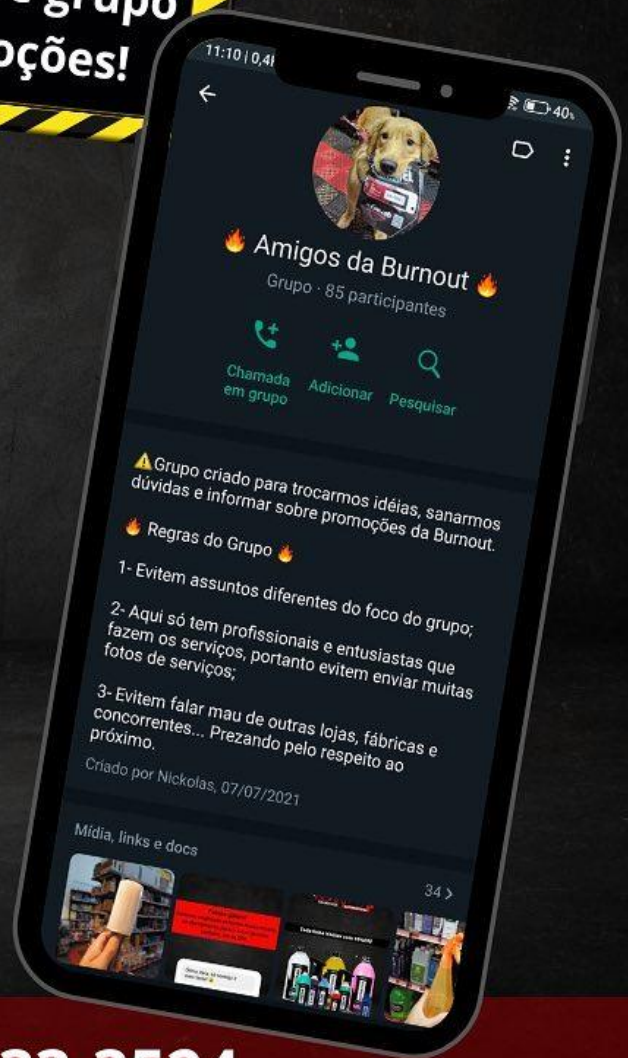 grupo
oções!
11:10 | 0,4
40%
🔥 Amigos da Burnout 🔥
Grupo · 85 participantes
Chamada
em grupo
Adicionar
Pesquisar
⚠️Grupo criado para trocarmos idéias, sanarmos
dúvidas e informar sobre promoções da Burnout.
🔥 Regras do Grupo 🔥
1- Evitem assuntos diferentes do foco do grupo;
2- Aqui só tem profissionais e entusiastas que
fazem os serviços, portanto evitem enviar muitas
fotos de serviços;
3- Evitem falar mau de outras lojas, fábricas e
concorrentes... Prezando pelo respeito ao
próximo.
Criado por Nickolas, 07/07/2021
Mídia, links e docs
34 >